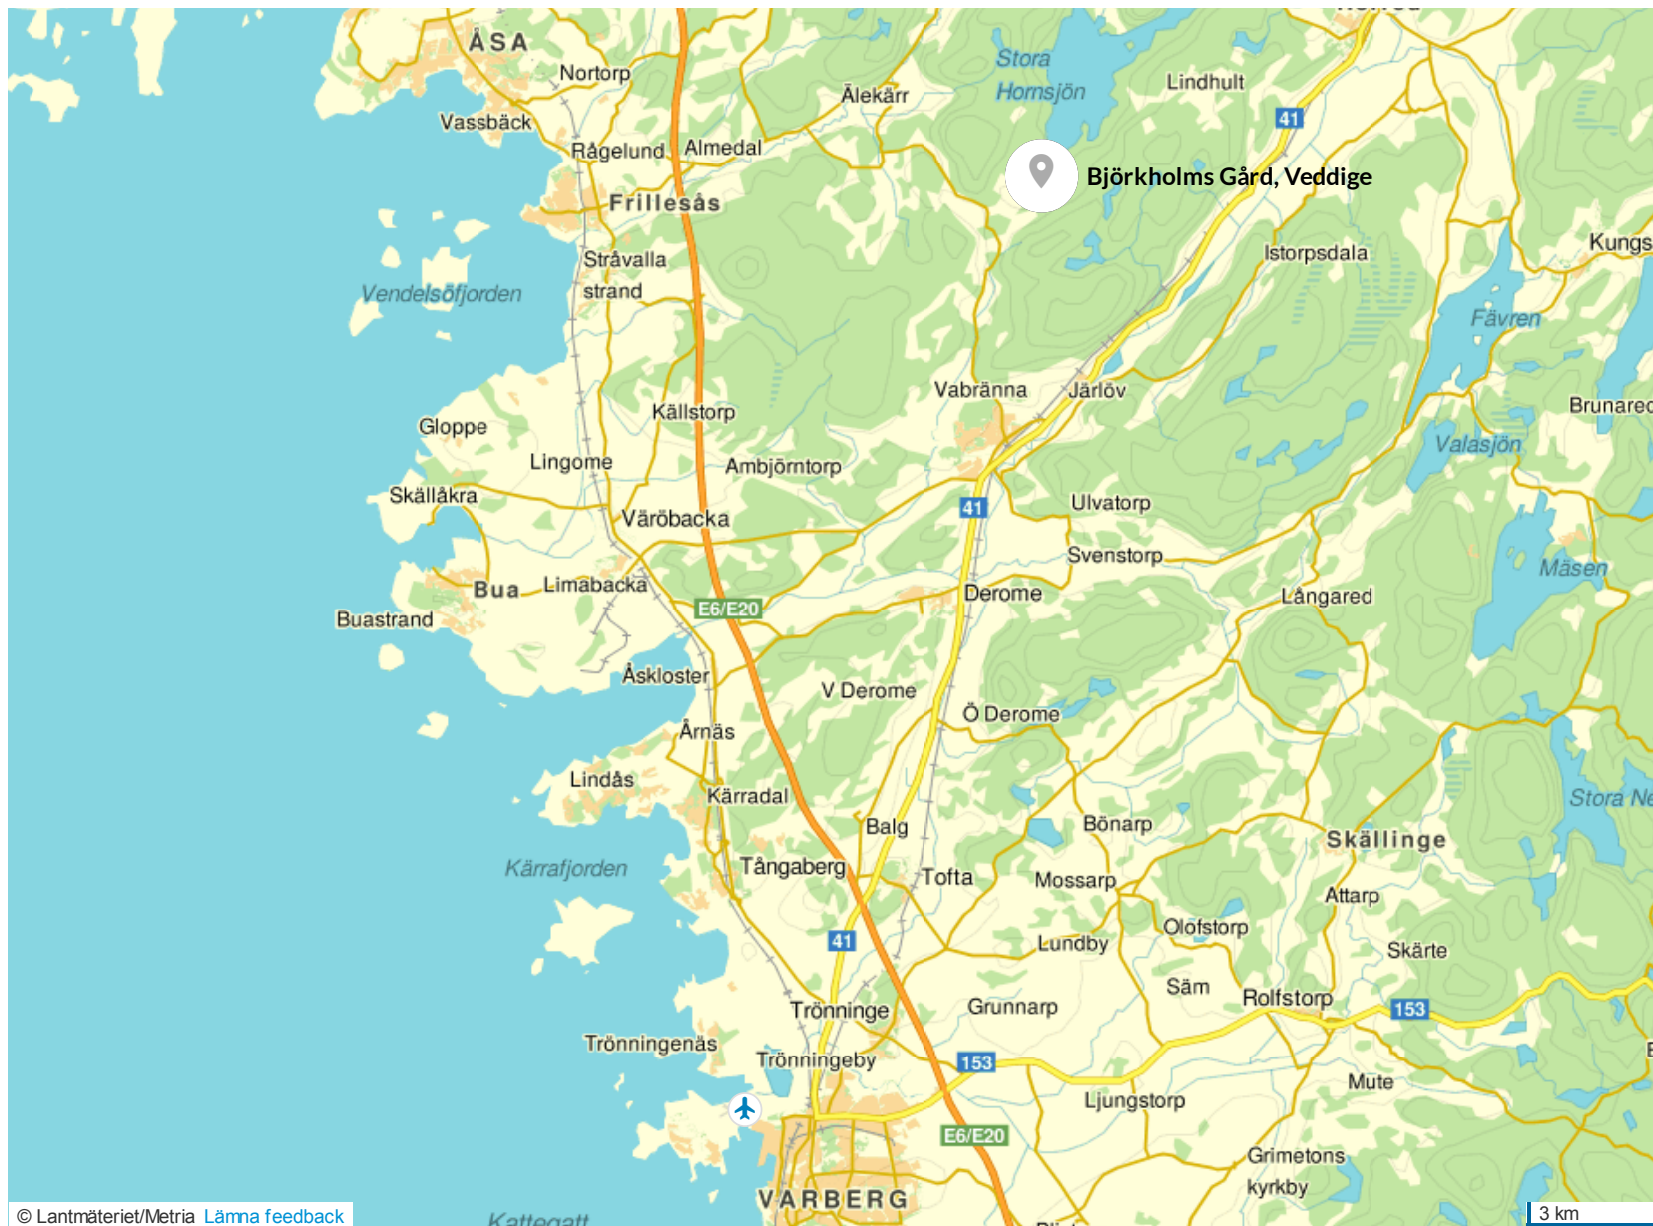 ÅSA
Nortorp
Stora
Hornsjön
Lindhult
Älekärr
41
Vassbäck
Rågelund
Almedal
Björkholms Gård, Veddige
Frillesås
Istorpsdala
Kungs
Stråvalla
strand
Vendelsöfjorden
Fävren
Vabränna
Järlöv
Källstorp
Brunared
Gloppe
Valasjön
Lingome
Ambjörntorp
Skällåkra
41
Ulvatorp
Väröbacka
Svenstorp
Mäsen
Bua
Limabacka
Derome
Långared
E6/E20
Buastrand
Åskloster
V Derome
Ö Derome
Årnäs
Lindås
Kärradal
Stora Ne
Balg
Bönarp
Skällinge
Kärrafjorden
Tångaberg
Tofta
Mossarp
Attarp
Olofstorp
41
Lundby
Skärte
Säm
Rolfstorp
Trönninge
Grunnarp
153
Trönningenäs
Trönningeby
153
Mute
Ljungstorp
E6/E20
Grimetons
kyrkby
VARBERG
Kattegatt
© Lantmäteriet/Metria Lämna feedback
3 km